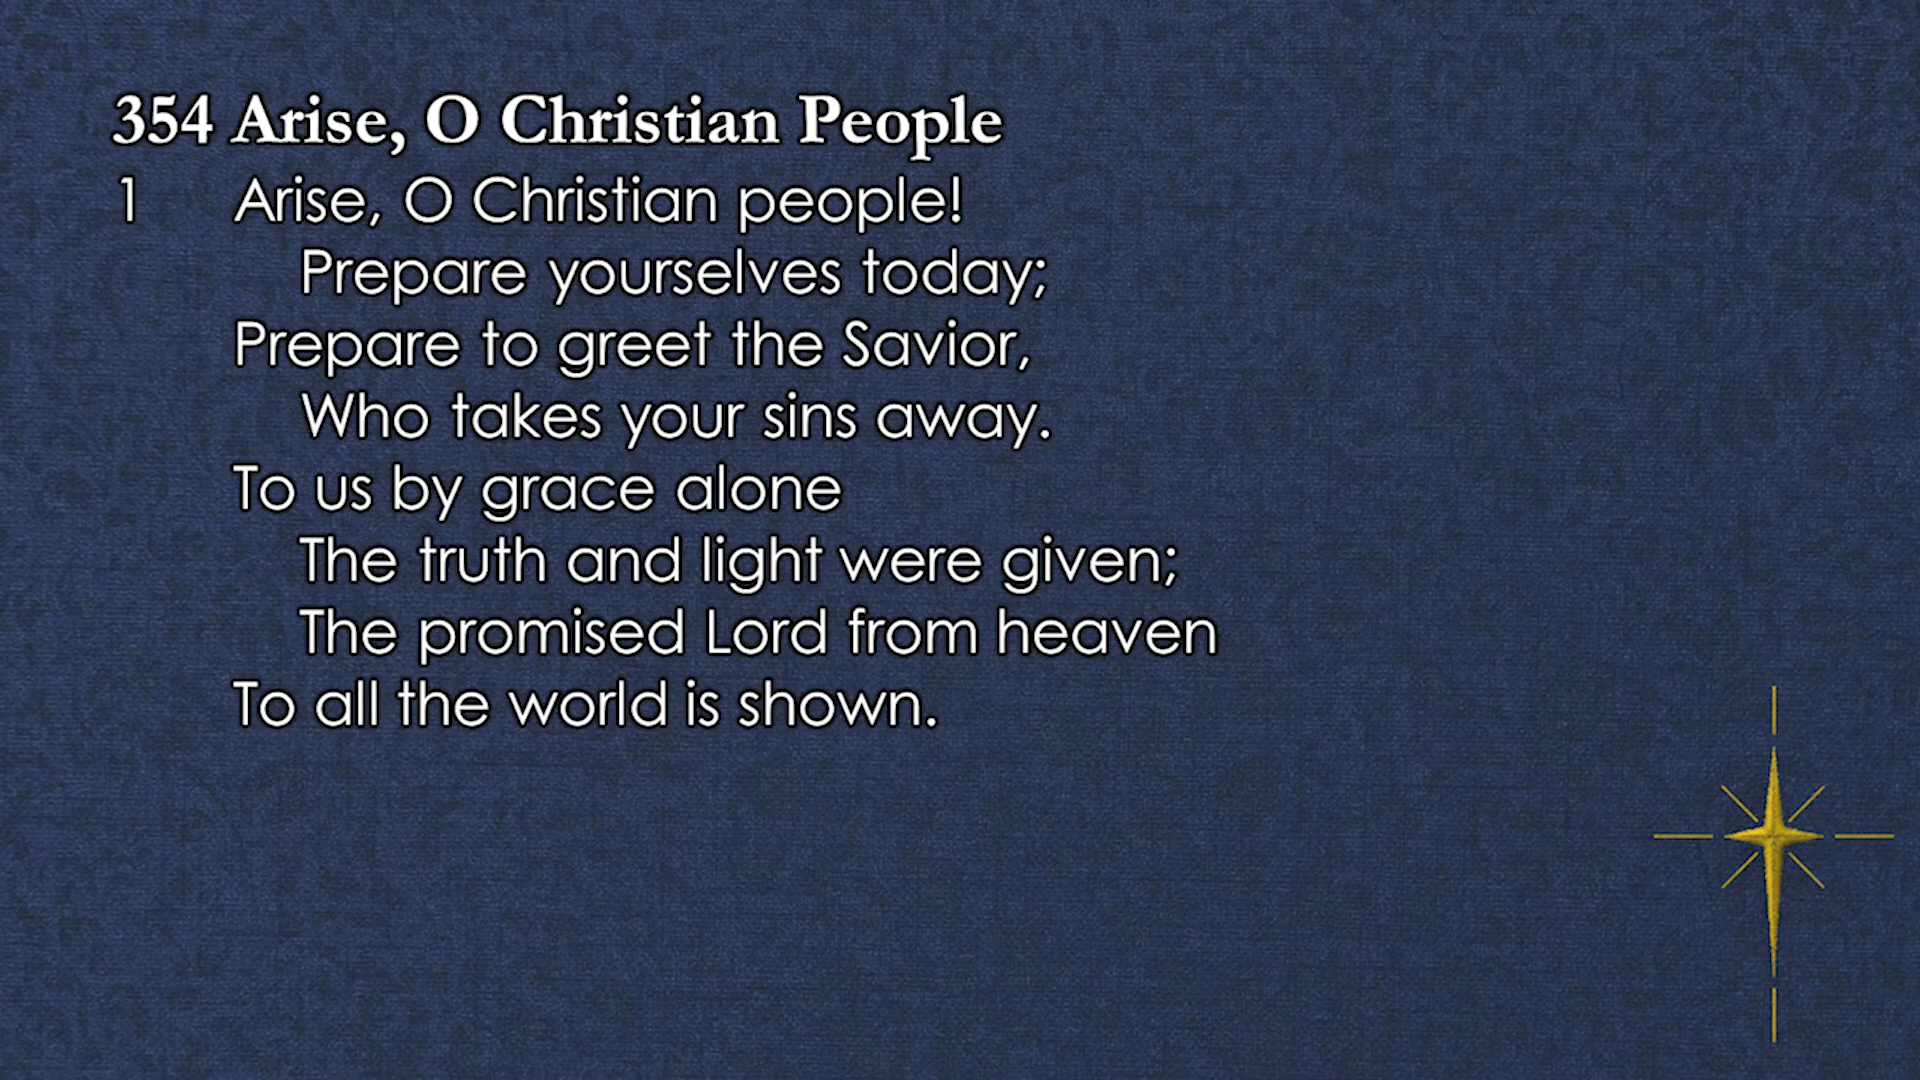 354 Arise, O Christian People
1 Arise, O Christian people!
Prepare yourselves today;
Prepare to greet the Savior,
Who takes your sins away.
To us by grace alone
The truth and light were given;
The promised Lord from heaven
To all the world is shown.